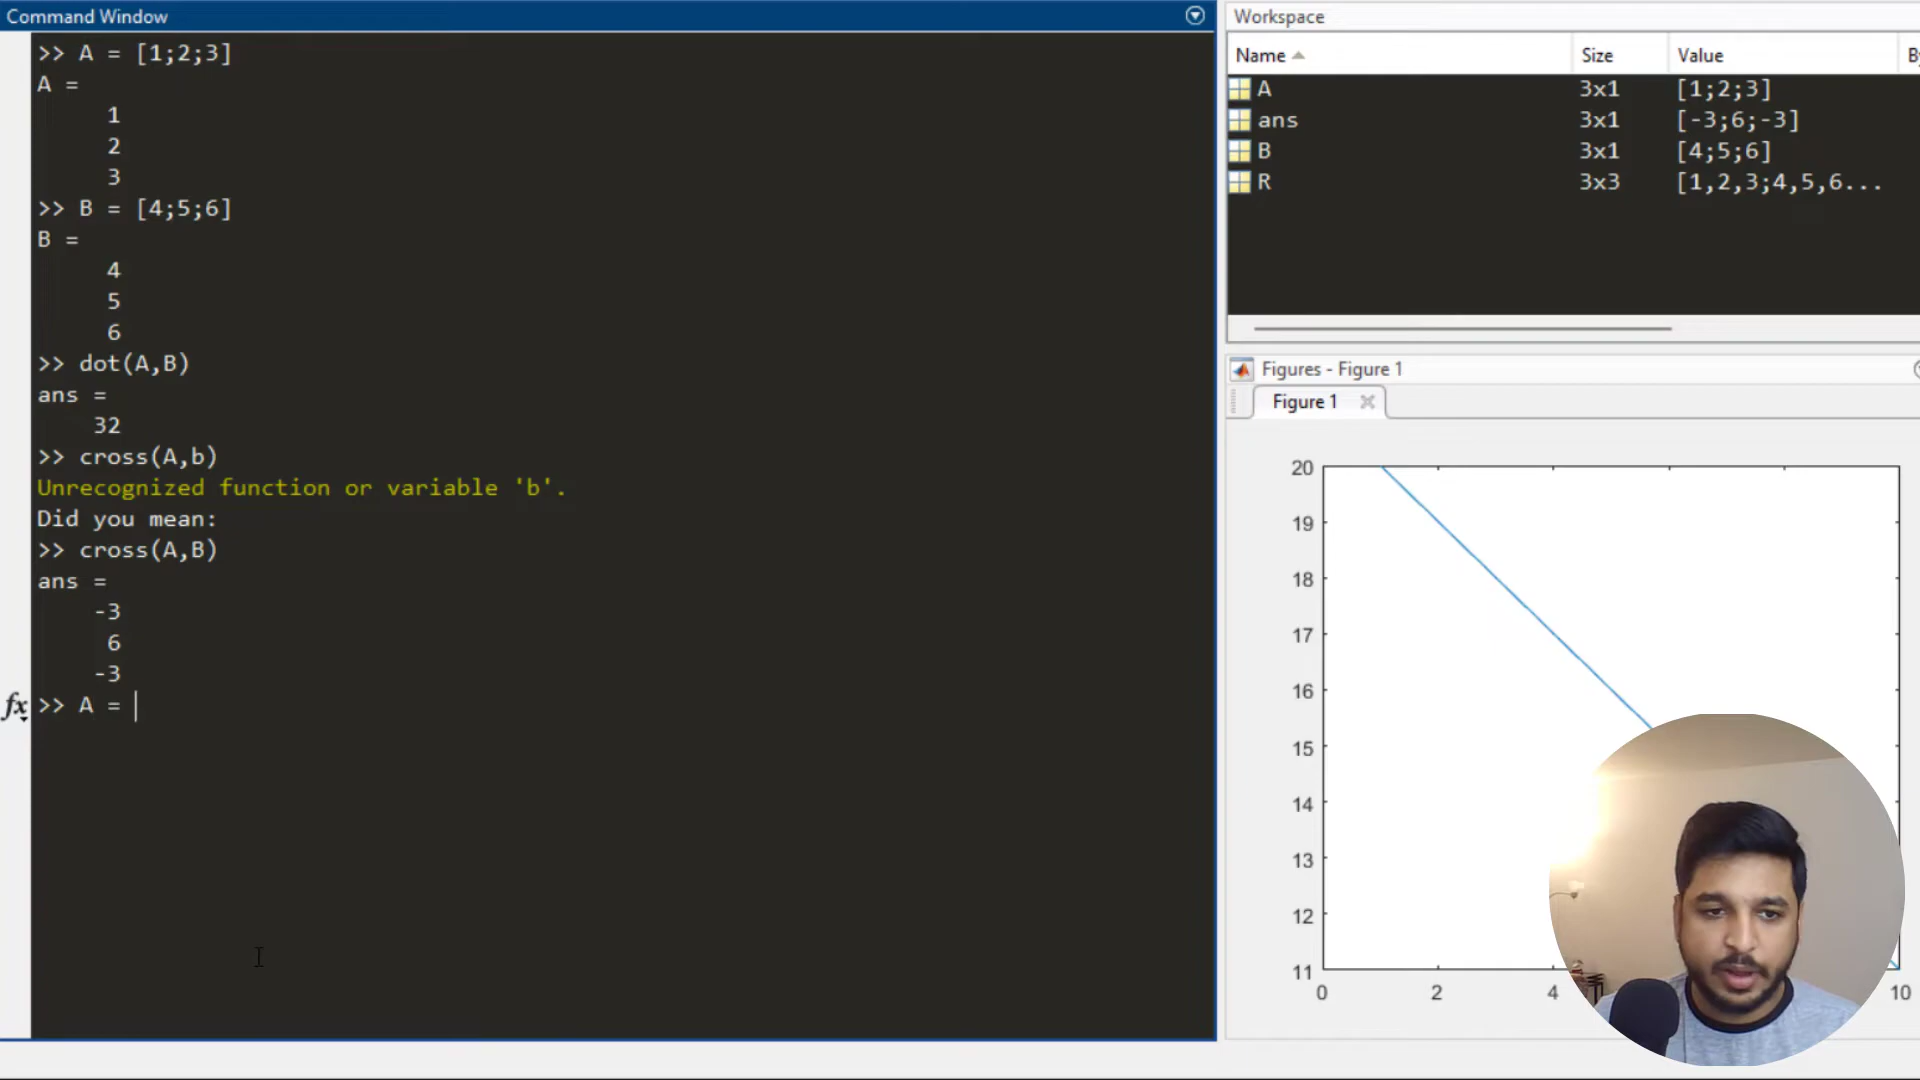 Command Window
>> A = [1;2;3]
A =
1
2
3
>> B = [4;5;6]
B =
4
5
6
>> dot(A,B)
ans =
32
>> cross(A,b)
Unrecognized function or variable 'b'.
Did you mean:
>> cross(A,B)
ans =
-3
6
-3
fx >> A =
Workspace
Name Size Value
A 3x1 [1;2;3]
ans 3x1 [-3;6;-3]
B 3x1 [4;5;6]
R 3x3 [1,2,3;4,5,6...
Figures - Figure 1
Figure 1
20
19
18
17
16
15
14
13
12
11
0 2 4 10